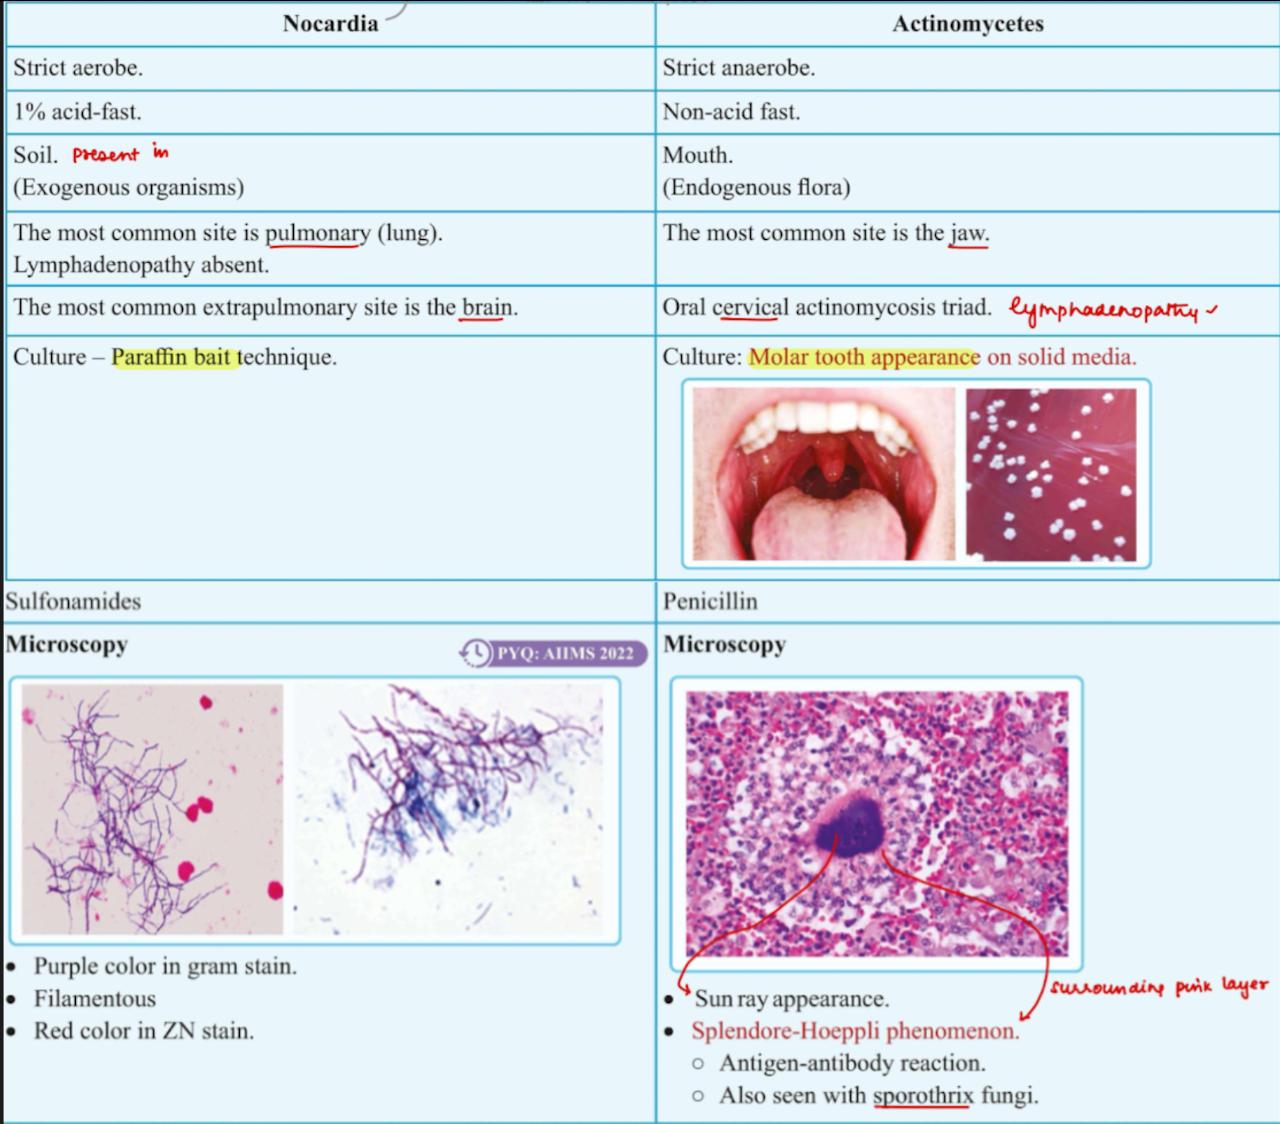 Nocardia
Actinomycetes
Strict aerobe.
Strict anaerobe.
1% acid-fast.
Non-acid fast.
Soil. present in
(Exogenous organisms)
Mouth.
(Endogenous flora)
The most common site is pulmonary (lung).
Lymphadenopathy absent.
The most common site is the jaw.
The most common extrapulmonary site is the brain.
Oral cervical actinomycosis triad. lymphadenopathy
Culture – Paraffin bait technique.
Culture: Molar tooth appearance on solid media.
Sulfonamides
Penicillin
Microscopy
PYQ: AIIMS 2022
• Purple color in gram stain.
• Filamentous
• Red color in ZN stain.
Microscopy
surrounding pink layer
• Sun ray appearance.
• Splendore-Hoeppli phenomenon.
○ Antigen-antibody reaction.
○ Also seen with sporothrix fungi.